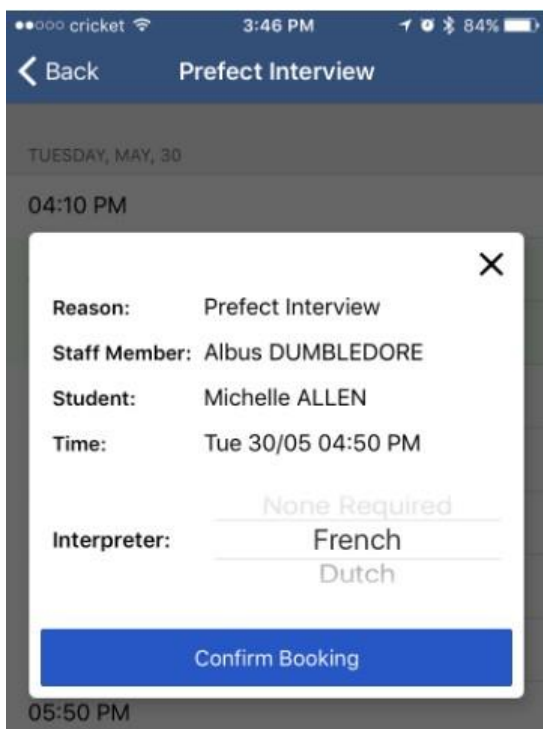 cricket 3:46 PM 84%
Back Prefect Interview
TUESDAY, MAY, 30
04:10 PM
Reason: Prefect Interview
Staff Member: Albus DUMBLEDORE
Student: Michelle ALLEN
Time: Tue 30/05 04:50 PM
None Required
Interpreter: French
Dutch
Confirm Booking
05:50 PM